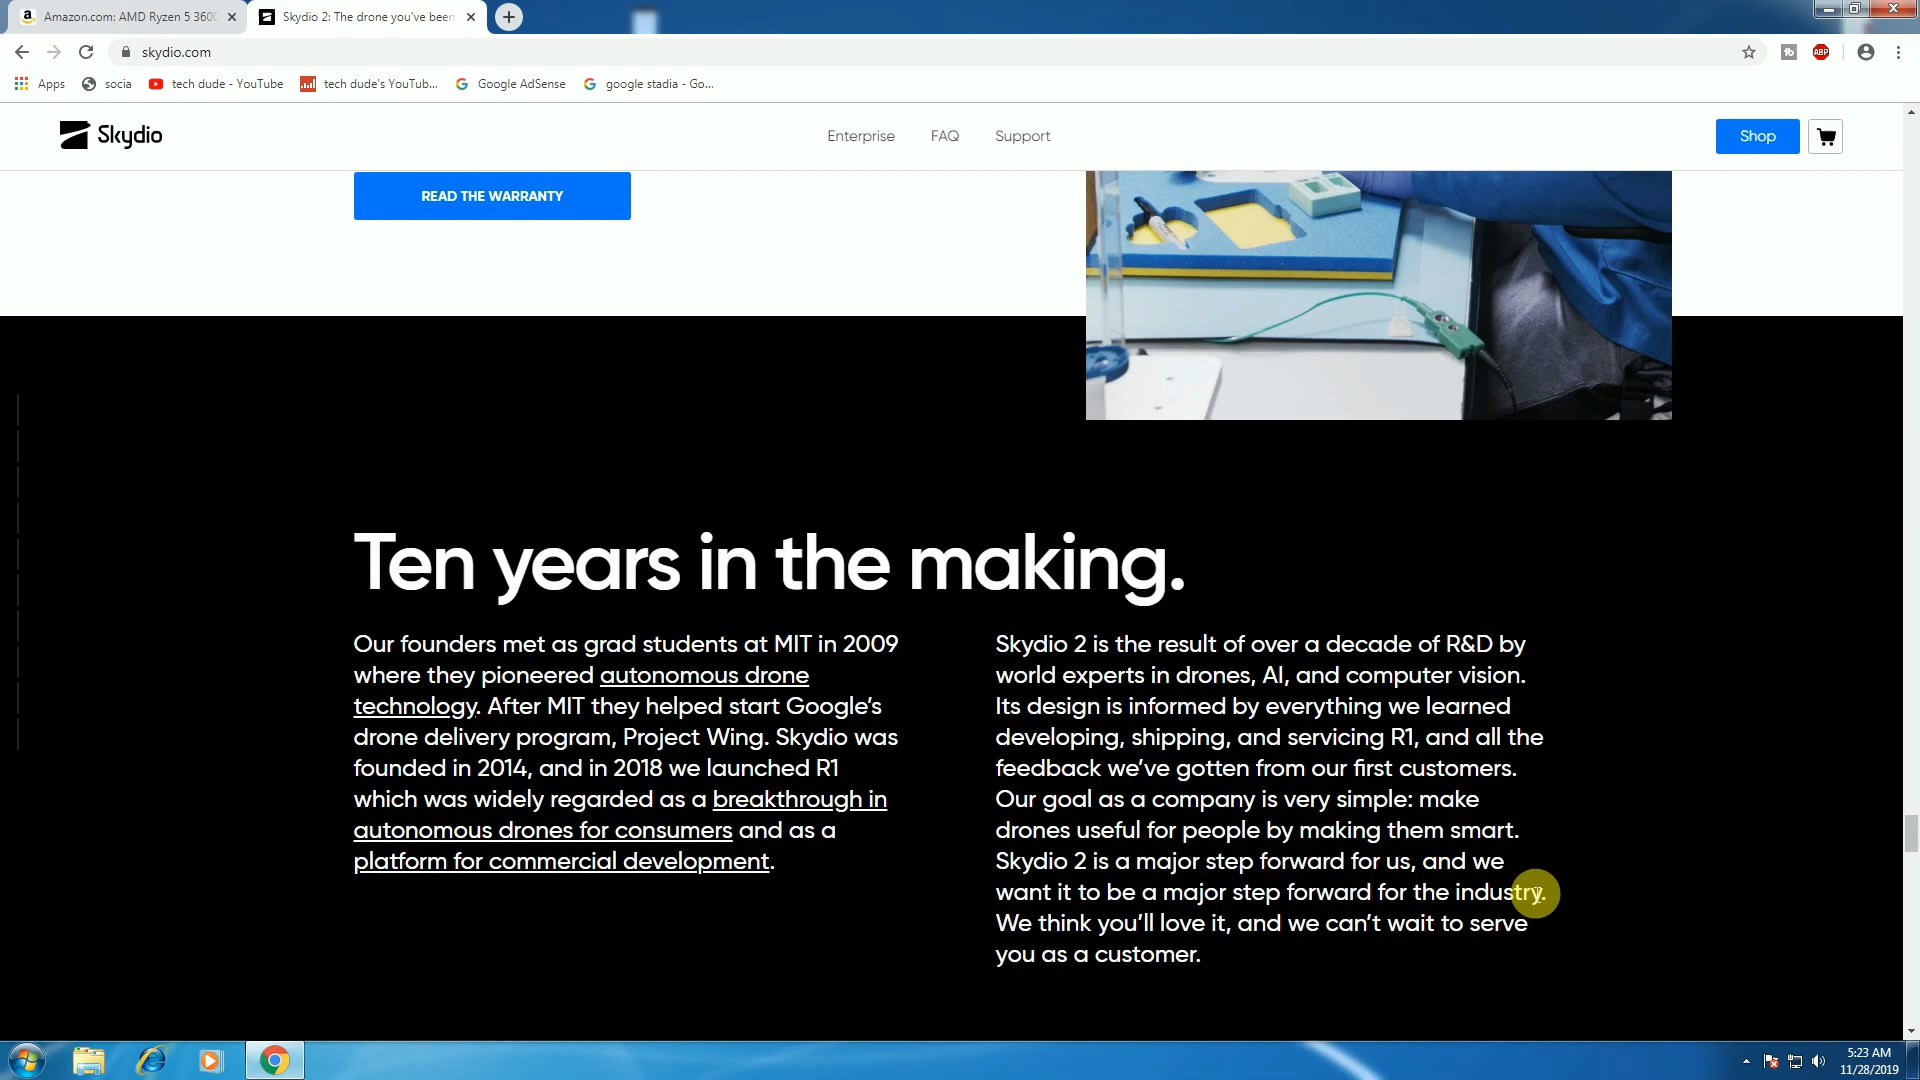 Amazon.com: AMD Ryzen 5 360
Skydio 2: The drone you've been
skydio.com
ABP
Apps
socia
tech dude - YouTube
tech dude's YouTub...
Google AdSense
google stadia - Go...
Skydio
Enterprise
FAQ
Support
Shop
READ THE WARRANTY
Ten years in the making.
Our founders met as grad students at MIT in 2009
where they pioneered autonomous drone
technology. After MIT they helped start Google’s
drone delivery program, Project Wing. Skydio was
founded in 2014, and in 2018 we launched R1
which was widely regarded as a breakthrough in
autonomous drones for consumers and as a
platform for commercial development.
Skydio 2 is the result of over a decade of R&D by
world experts in drones, AI, and computer vision.
Its design is informed by everything we learned
developing, shipping, and servicing R1, and all the
feedback we’ve gotten from our first customers.
Our goal as a company is very simple: make
drones useful for people by making them smart.
Skydio 2 is a major step forward for us, and we
want it to be a major step forward for the industry.
We think you’ll love it, and we can’t wait to serve
you as a customer.
5:23 AM
11/28/2019